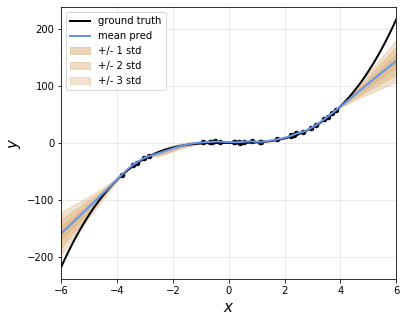 ground truth
mean pred
+/- 1 std
+/- 2 std
+/- 3 std
200
100
0
−100
−200
y
−6 −4 −2 0 2 4 6
x